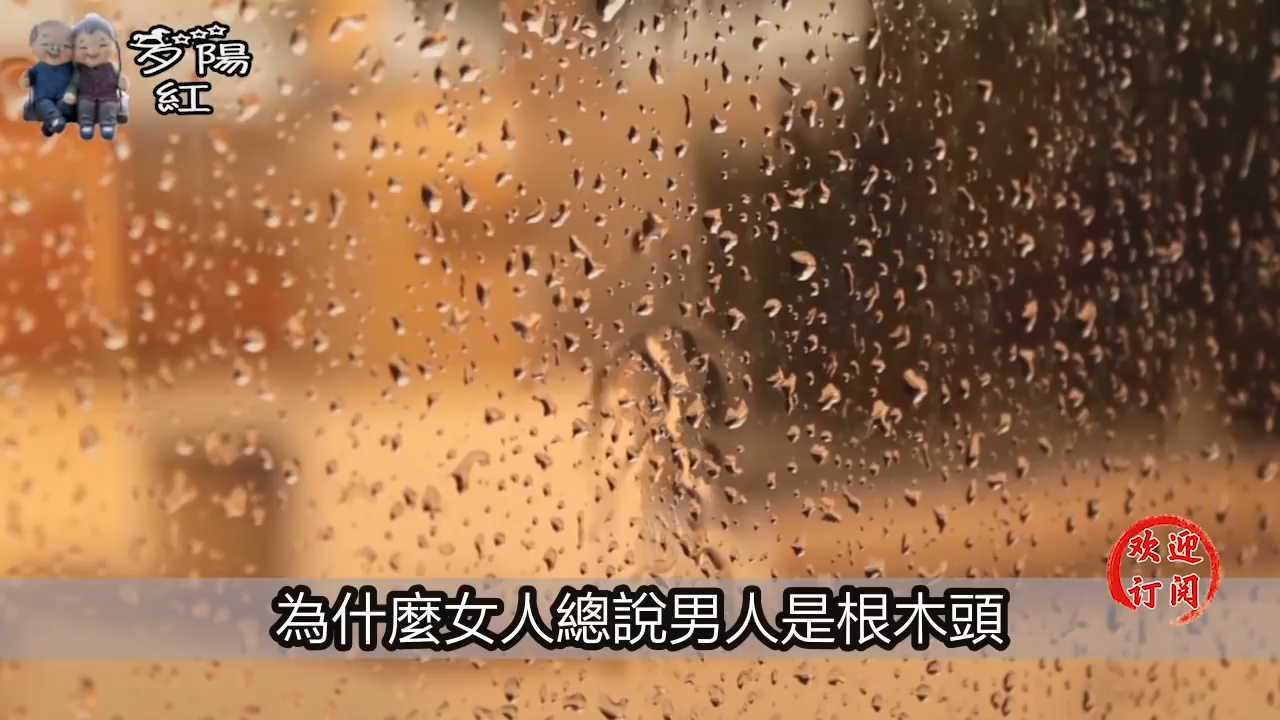 夕陽
紅
欢迎
订阅
為什麼女人總說男人是根木頭